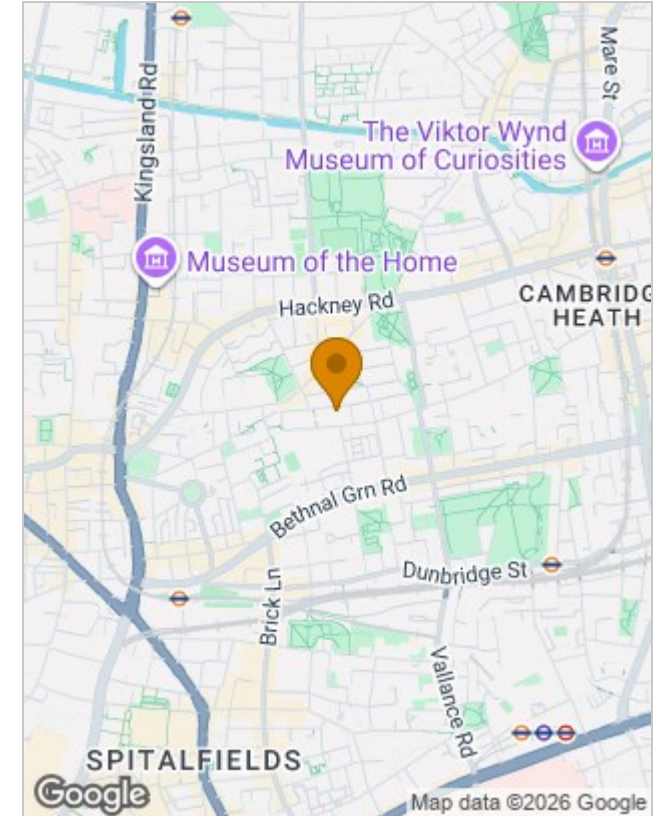 Mare St
Kingsland Rd
The Viktor Wynd
Museum of Curiosities
Museum of the Home
CAMBRIDG
HEATH
Hackney Rd
Bethnal Grn Rd
Dunbridge St
Brick Ln
Vallance Rd
SPITALFIELDS
Google
Map data ©2026 Google